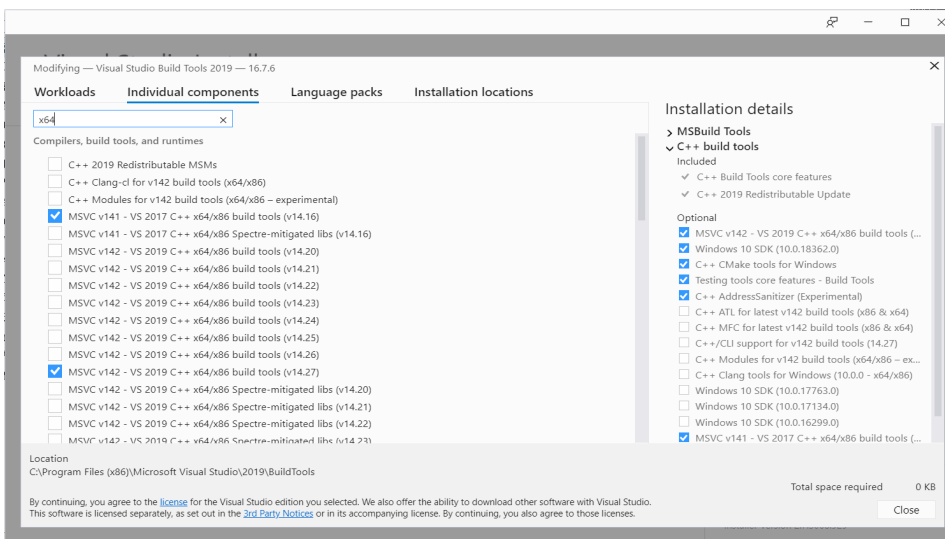 Modifying — Visual Studio Build Tools 2019 — 16.7.6
Workloads
Individual components
Language packs
Installation locations
x64
Compilers, build tools, and runtimes
C++ 2019 Redistributable MSMs
C++ Clang-cl for v142 build tools (x64/x86)
C++ Modules for v142 build tools (x64/x86 – experimental)
MSVC v141 - VS 2017 C++ x64/x86 build tools (v14.16)
MSVC v141 - VS 2017 C++ x64/x86 Spectre-mitigated libs (v14.16)
MSVC v142 - VS 2019 C++ x64/x86 build tools (v14.20)
MSVC v142 - VS 2019 C++ x64/x86 build tools (v14.21)
MSVC v142 - VS 2019 C++ x64/x86 build tools (v14.22)
MSVC v142 - VS 2019 C++ x64/x86 build tools (v14.23)
MSVC v142 - VS 2019 C++ x64/x86 build tools (v14.24)
MSVC v142 - VS 2019 C++ x64/x86 build tools (v14.25)
MSVC v142 - VS 2019 C++ x64/x86 build tools (v14.26)
MSVC v142 - VS 2019 C++ x64/x86 build tools (v14.27)
MSVC v142 - VS 2019 C++ x64/x86 Spectre-mitigated libs (v14.20)
MSVC v142 - VS 2019 C++ x64/x86 Spectre-mitigated libs (v14.21)
MSVC v142 - VS 2019 C++ x64/x86 Spectre-mitigated libs (v14.22)
MSVC v142 - VS 2019 C++ x64/x86 Spectre-mitigated libs (v14.23)
Installation details
MSBuild Tools
C++ build tools
Included
C++ Build Tools core features
C++ 2019 Redistributable Update
Optional
MSVC v142 - VS 2019 C++ x64/x86 build tools (...
Windows 10 SDK (10.0.18362.0)
C++ CMake tools for Windows
Testing tools core features - Build Tools
C++ AddressSanitizer (Experimental)
C++ ATL for latest v142 build tools (x86 & x64)
C++ MFC for latest v142 build tools (x86 & x64)
C++/CLI support for v142 build tools (14.27)
C++ Modules for v142 build tools (x64/x86 – ex...
C++ Clang tools for Windows (10.0.0 - x64/x86)
Windows 10 SDK (10.0.17763.0)
Windows 10 SDK (10.0.17134.0)
Windows 10 SDK (10.0.16299.0)
MSVC v141 - VS 2017 C++ x64/x86 build tools (...
Location
C:\Program Files (x86)\Microsoft Visual Studio\2019\BuildTools
Total space required 0 KB
By continuing, you agree to the license for the Visual Studio edition you selected. We also offer the ability to download other software with Visual Studio.
This software is licensed separately, as set out in the 3rd Party Notices or in its accompanying license. By continuing, you also agree to those licenses.
Close